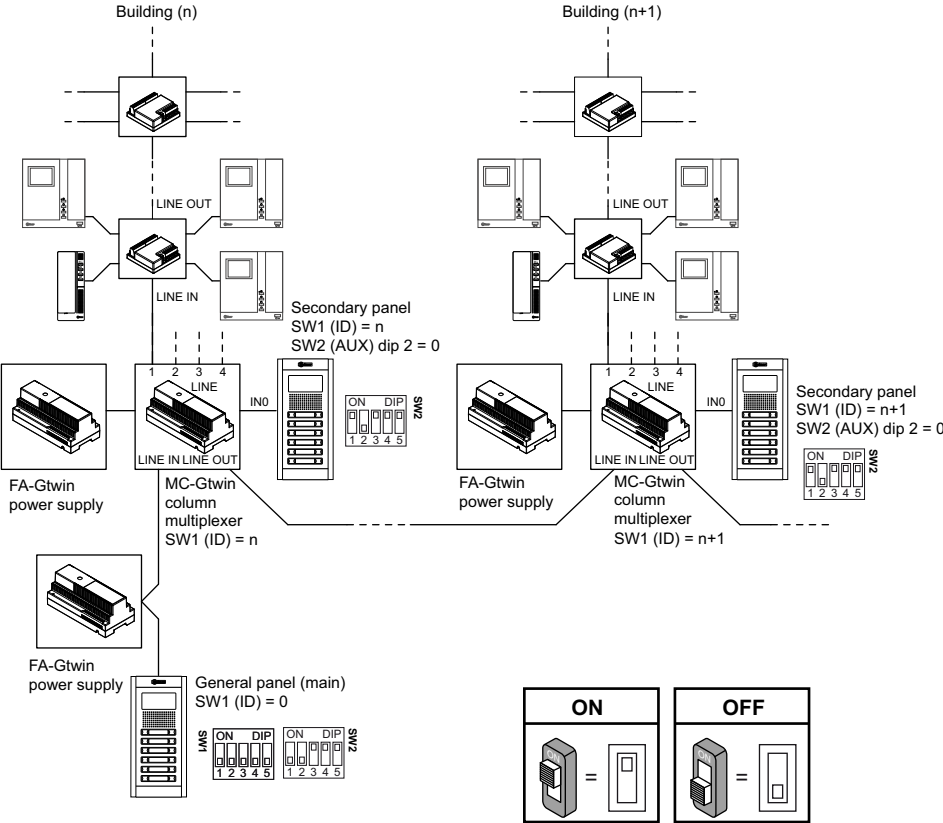 Building (n)
Building (n+1)
LINE OUT
LINE OUT
LINE IN
LINE IN
Secondary panel
SW1 (ID) = n
SW2 (AUX) dip 2 = 0
1 2 3 4
LINE
IN0
LINE IN LINE OUT
ON DIP
1 2 3 4 5
SW2
1 2 3 4
LINE
IN0
LINE IN LINE OUT
Secondary panel
SW1 (ID) = n+1
SW2 (AUX) dip 2 = 0
ON DIP
1 2 3 4 5
SW2
FA-Gtwin
power supply
MC-Gtwin
column
multiplexer
SW1 (ID) = n
FA-Gtwin
power supply
MC-Gtwin
column
multiplexer
SW1 (ID) = n+1
FA-Gtwin
power supply
General panel (main)
SW1 (ID) = 0
SW1
ON DIP
1 2 3 4 5
ON DIP
1 2 3 4 5
SW2
ON
OFF
ON
=
ON
=